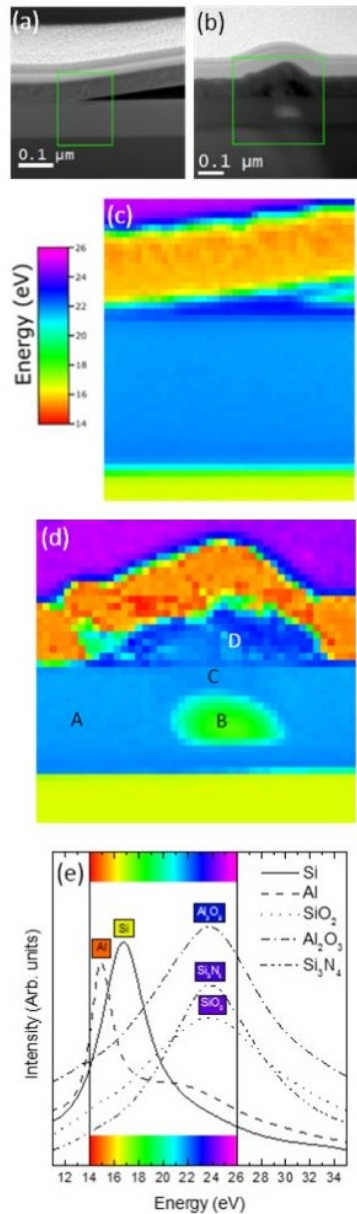 (a)
(b)
0.1 µm
0.1 µm
(c)
Energy (eV)
26
24
22
20
18
16
14
(d)
D
C
A
B
(e)
Al
Si
Al₂O₃
Si₃N₄
SiO₂
Si
Al
SiO₂
Al₂O₃
Si₃N₄
Intensity (Arb. units)
12 14 16 18 20 22 24 26 28 30 32 34
Energy (eV)